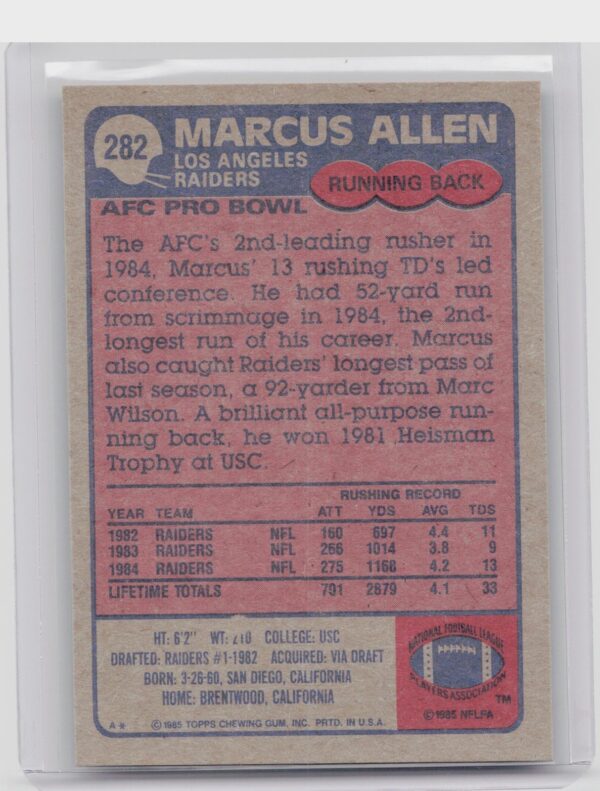 282
MARCUS ALLEN
LOS ANGELES
RAIDERS
RUNNING BACK
AFC PRO BOWL
The AFC's 2nd-leading rusher in
1984, Marcus' 13 rushing TD's led
conference. He had 52-yard run
from scrimmage in 1984, the 2nd-
longest run of his career. Marcus
also caught Raiders' longest pass of
last season, a 92-yarder from Marc
Wilson. A brilliant all-purpose run-
ning back, he won 1981 Heisman
Trophy at USC.
RUSHING RECORD
YEAR TEAM ATT YDS AVG TDS
1982 RAIDERS NFL 160 697 4.4 11
1983 RAIDERS NFL 266 1014 3.8 9
1984 RAIDERS NFL 275 1168 4.2 13
LIFETIME TOTALS 701 2879 4.1 33
HT: 6'2" WT: 210 COLLEGE: USC
DRAFTED: RAIDERS #1-1982 ACQUIRED: VIA DRAFT
BORN: 3-26-60, SAN DIEGO, CALIFORNIA
HOME: BRENTWOOD, CALIFORNIA
A* © 1985 TOPPS CHEWING GUM, INC. PRTD. IN U.S.A.
NATIONAL FOOTBALL LEAGUE
PLAYERS ASSOCIATION
TM
© 1985 NFLPA